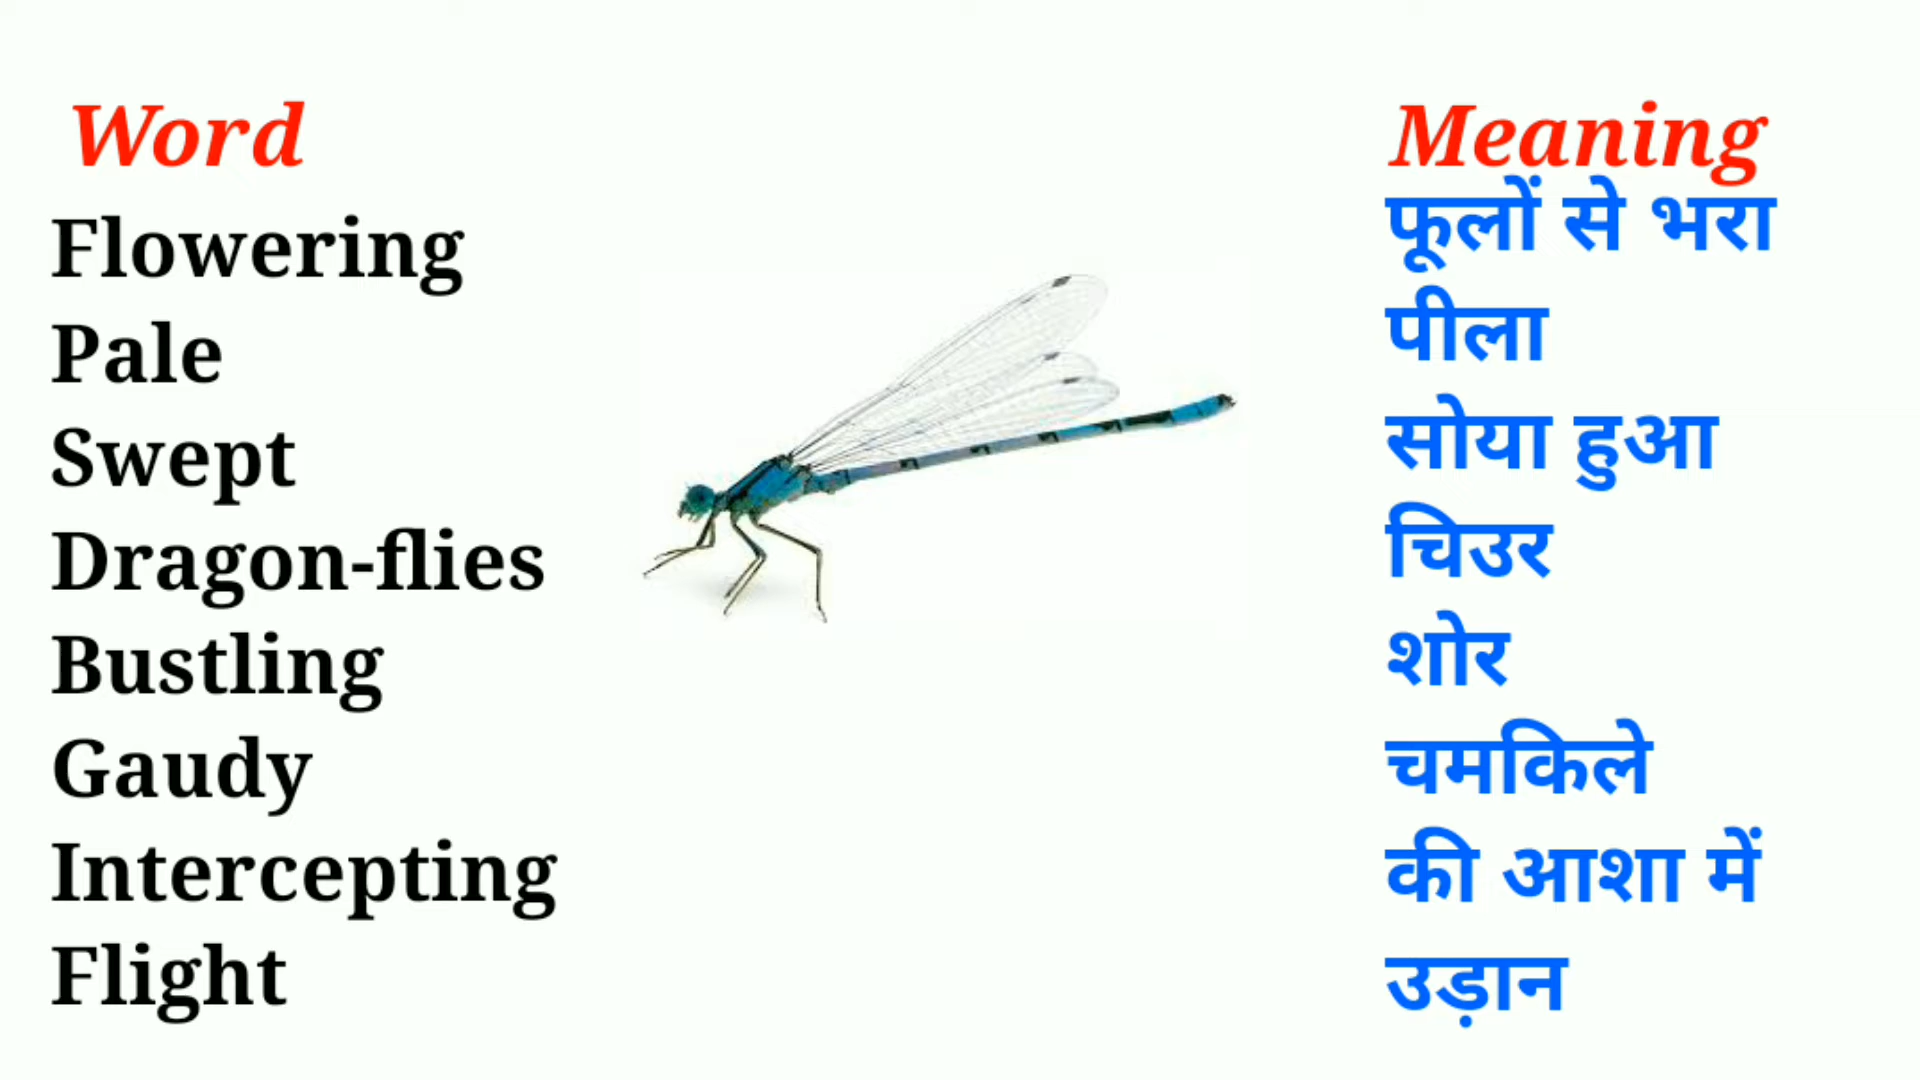 Word Meaning
Flowering फूलों से भरा
Pale पीला
Swept सोया हुआ
Dragon-flies चिउर
Bustling शोर
Gaudy चमकिले
Intercepting की आशा में
Flight उड़ान